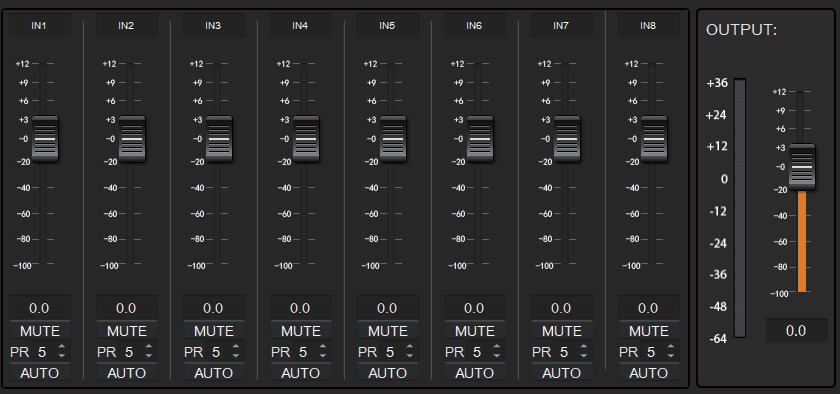 IN1 IN2 IN3 IN4 IN5 IN6 IN7 IN8
+12 +12 +12 +12 +12 +12 +12 +12
+9 +9 +9 +9 +9 +9 +9 +9
+6 +6 +6 +6 +6 +6 +6 +6
+3 +3 +3 +3 +3 +3 +3 +3
-0 -0 -0 -0 -0 -0 -0 -0
-20 -20 -20 -20 -20 -20 -20 -20
-40 -40 -40 -40 -40 -40 -40 -40
-60 -60 -60 -60 -60 -60 -60 -60
-80 -80 -80 -80 -80 -80 -80 -80
-100 -100 -100 -100 -100 -100 -100 -100
0.0 0.0 0.0 0.0 0.0 0.0 0.0 0.0
MUTE MUTE MUTE MUTE MUTE MUTE MUTE MUTE
PR 5 PR 5 PR 5 PR 5 PR 5 PR 5 PR 5 PR 5
AUTO AUTO AUTO AUTO AUTO AUTO AUTO AUTO
OUTPUT:
+36
+24
+12
0
-12
-24
-36
-48
-64
+12
+9
+6
+3
-0
-20
-40
-60
-80
-100
0.0